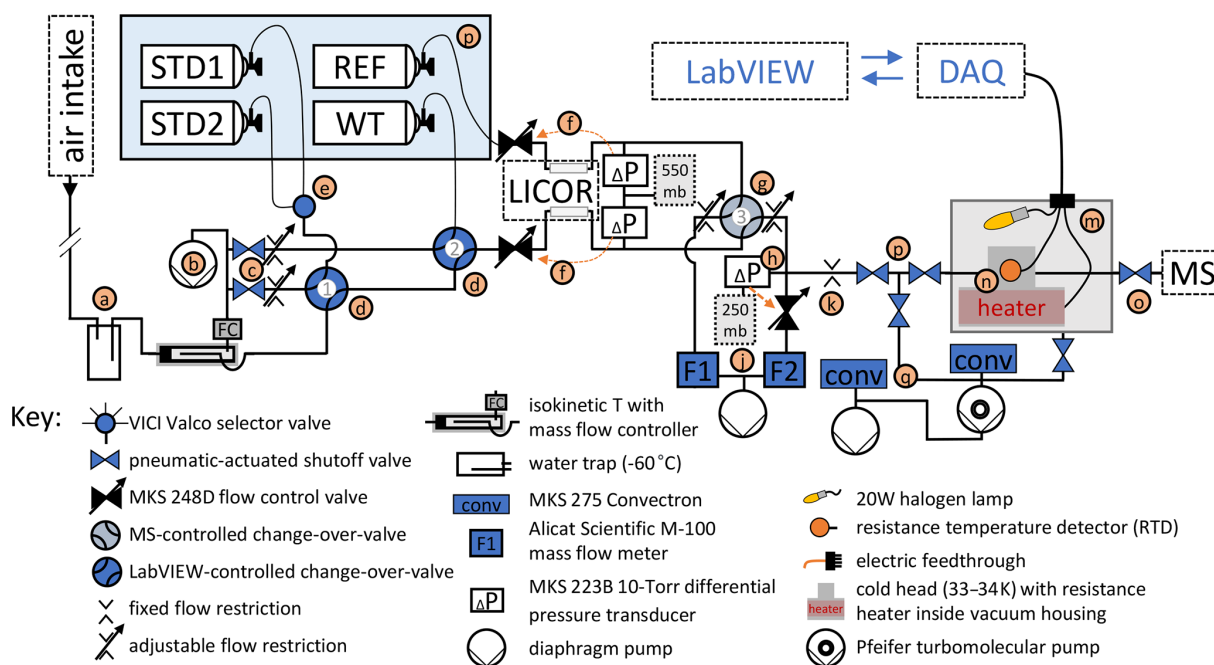 air intake
STD1
STD2
REF
WT
p
LabVIEW
DAQ
f
ΔP
550
mb
LICOR
ΔP
f
e
g
3
m
b
c
2
d
1
d
a
FC
h
ΔP
250
mb
k
p
n
heater
o
MS
F1
j
F2
conv
q
conv
Key:
VICI Valco selector valve
pneumatic-actuated shutoff valve
MKS 248D flow control valve
MS-controlled change-over-valve
LabVIEW-controlled change-over-valve
fixed flow restriction
adjustable flow restriction
FC
isokinetic T with
mass flow controller
water trap (-60˚C)
conv
MKS 275 Convectron
F1
Alicat Scientific M-100
mass flow meter
ΔP
MKS 223B 10-Torr differential
pressure transducer
diaphragm pump
20W halogen lamp
resistance temperature detector (RTD)
electric feedthrough
heater
cold head (33–34K) with resistance
heater inside vacuum housing
Pfeifer turbomolecular pump